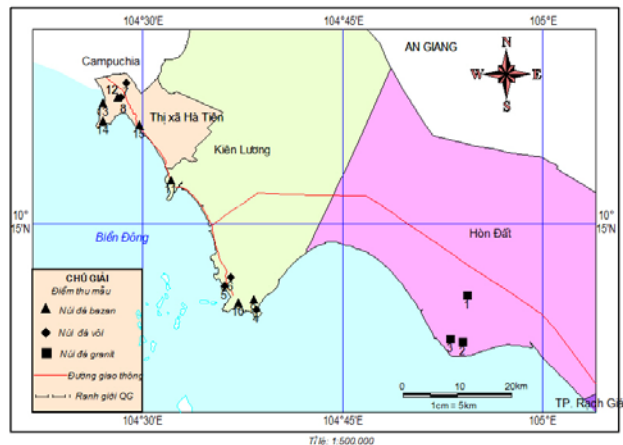 104°30'E 104°45'E 105°E
AN GIANG
N
W E
S
Campuchia
12
8
13
14
15
Thị xã Hà Tiên
Kiên Lương
11
10°
15'N
10°
15'N
Biển Đông
Hòn Đất
CHÚ GIẢI
Điểm thu mẫu
Núi đá bazan
Núi đá vôi
Núi đá granit
Đường giao thông
Ranh giới QG
5
10
4
1
3
2
0 10 20km
1cm = 5km
TP. Rạch Giá
104°30'E 104°45'E 105°E
Tỉ lệ: 1:500.000